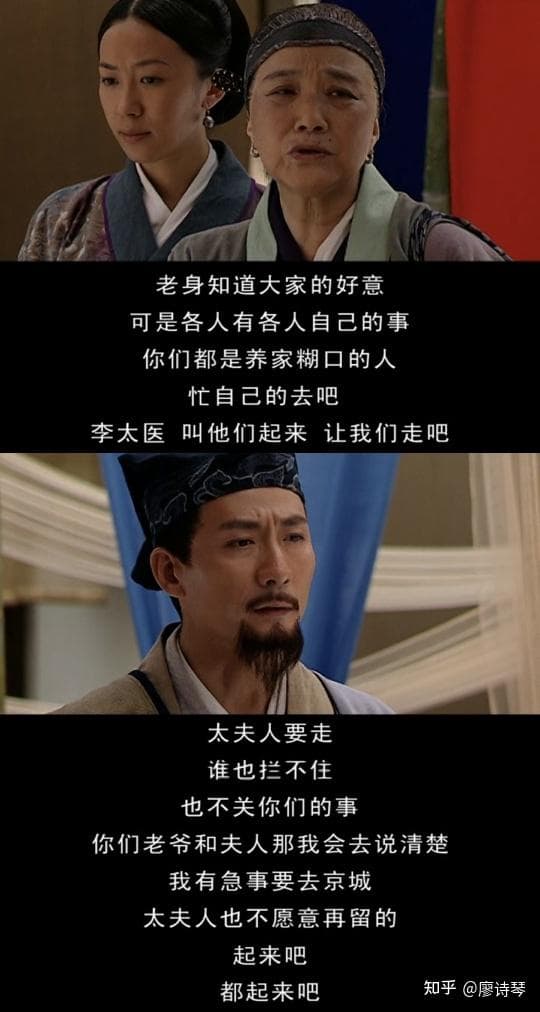 老身知道大家的好意
可是各人有各人自己的事
你们都是养家糊口的人
忙自己的去吧
李太医 叫他们起来 让我们走吧
太夫人要走
谁也拦不住
也不关你们的事
你们老爷和夫人那我会去说清楚
我有急事要去京城
太夫人也不愿意再留的
起来吧
都起来吧
知乎 @廖诗琴